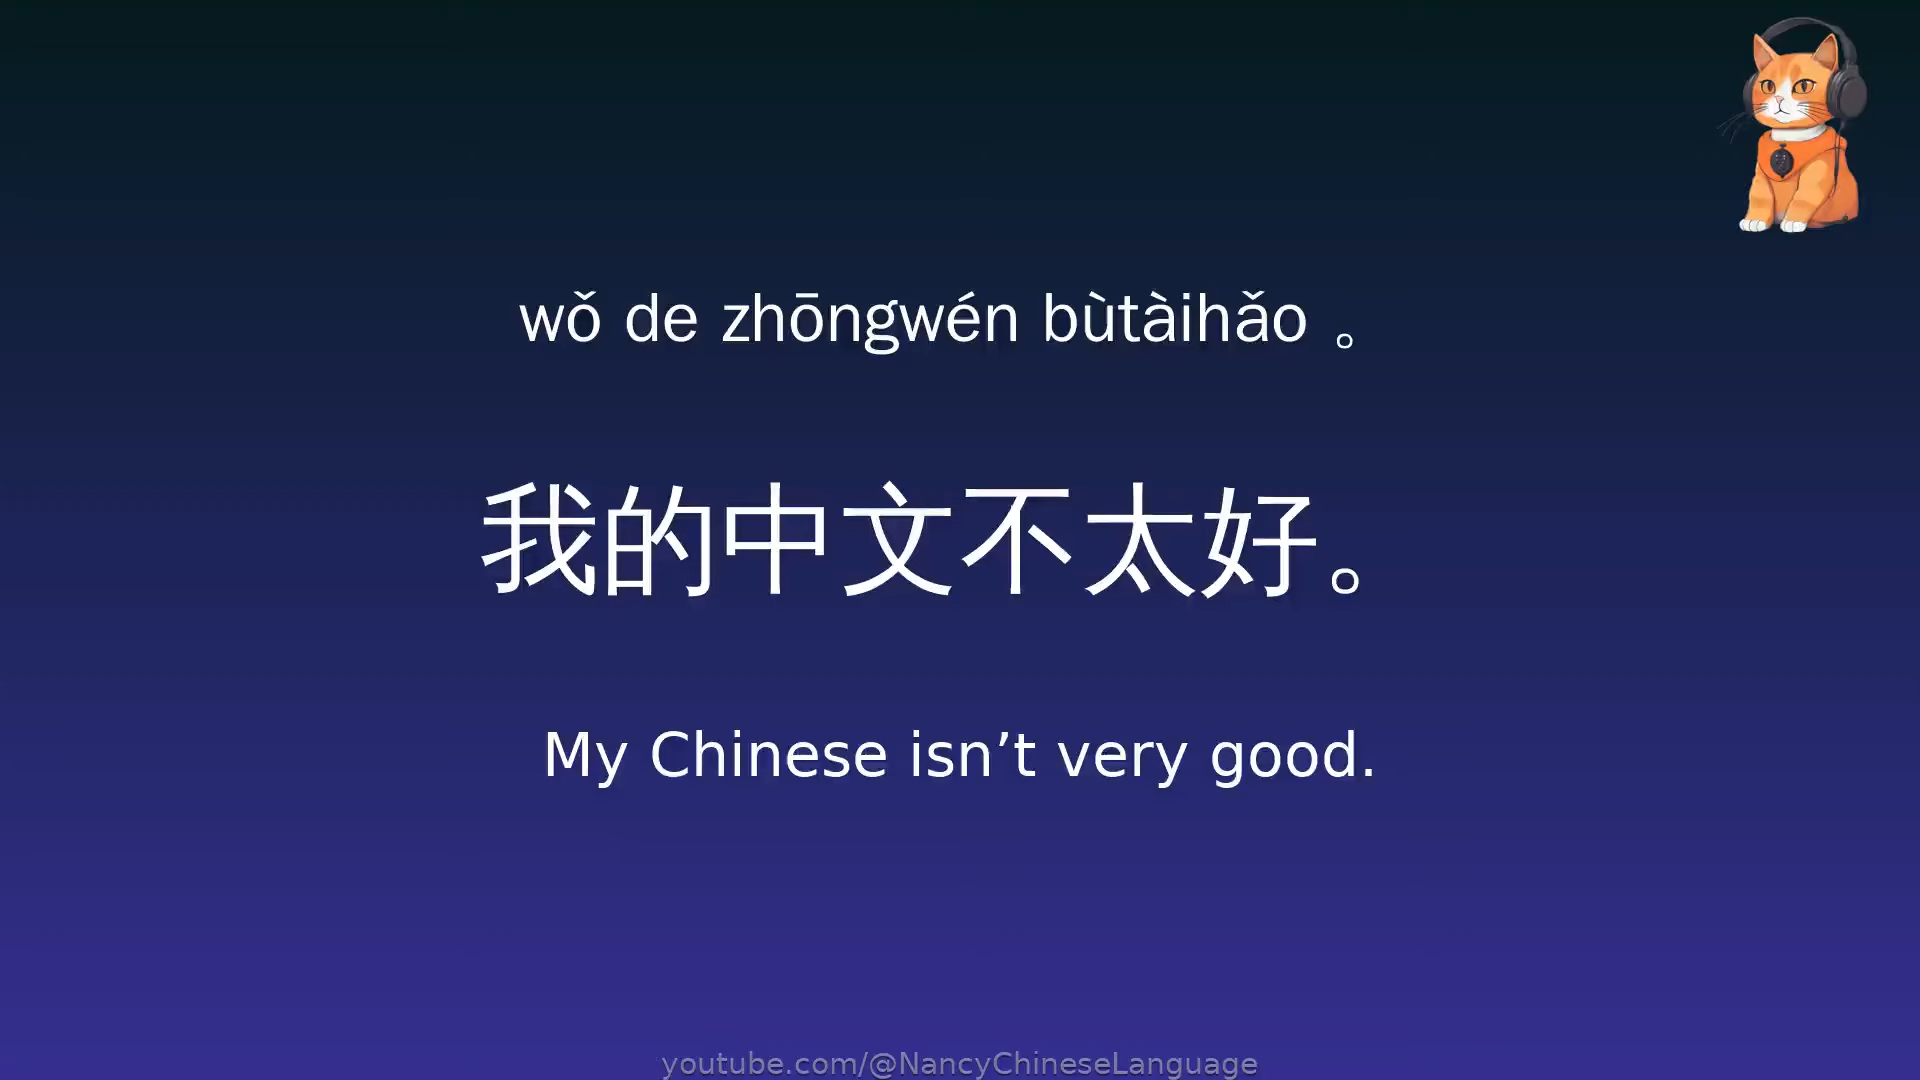 wǒ de zhōngwén bùtàihǎo 。
我的中文不太好。
My Chinese isn’t very good.
youtube.com/@NancyChineseLanguage